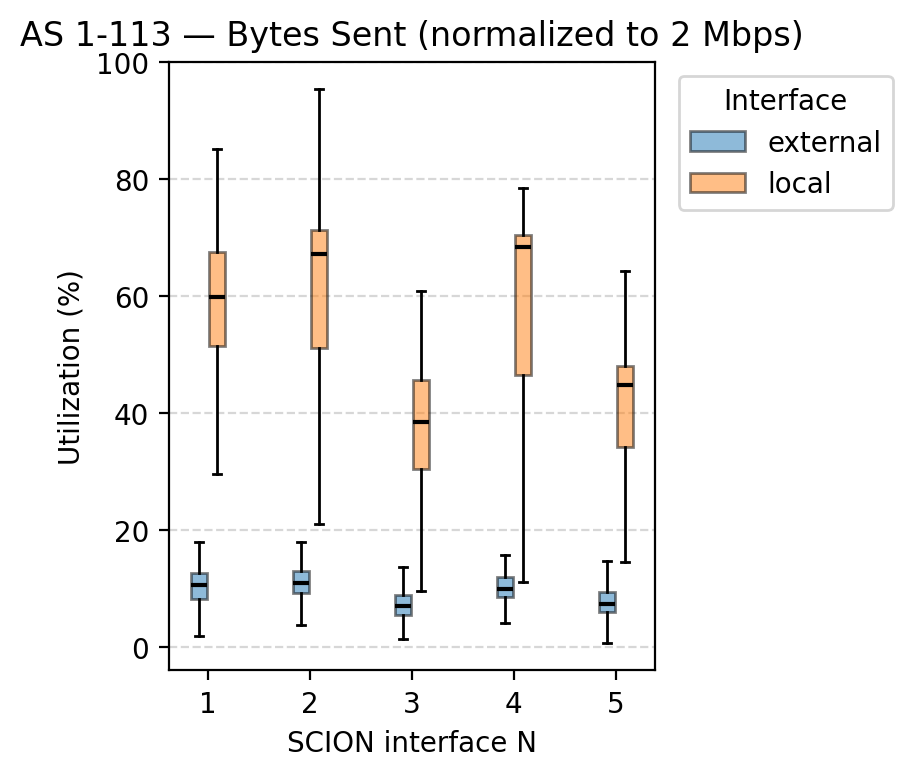 AS 1-113 — Bytes Sent (normalized to 2 Mbps)
100
80
60
40
20
0
Utilization (%)
1 2 3 4 5
SCION interface N
Interface
external
local